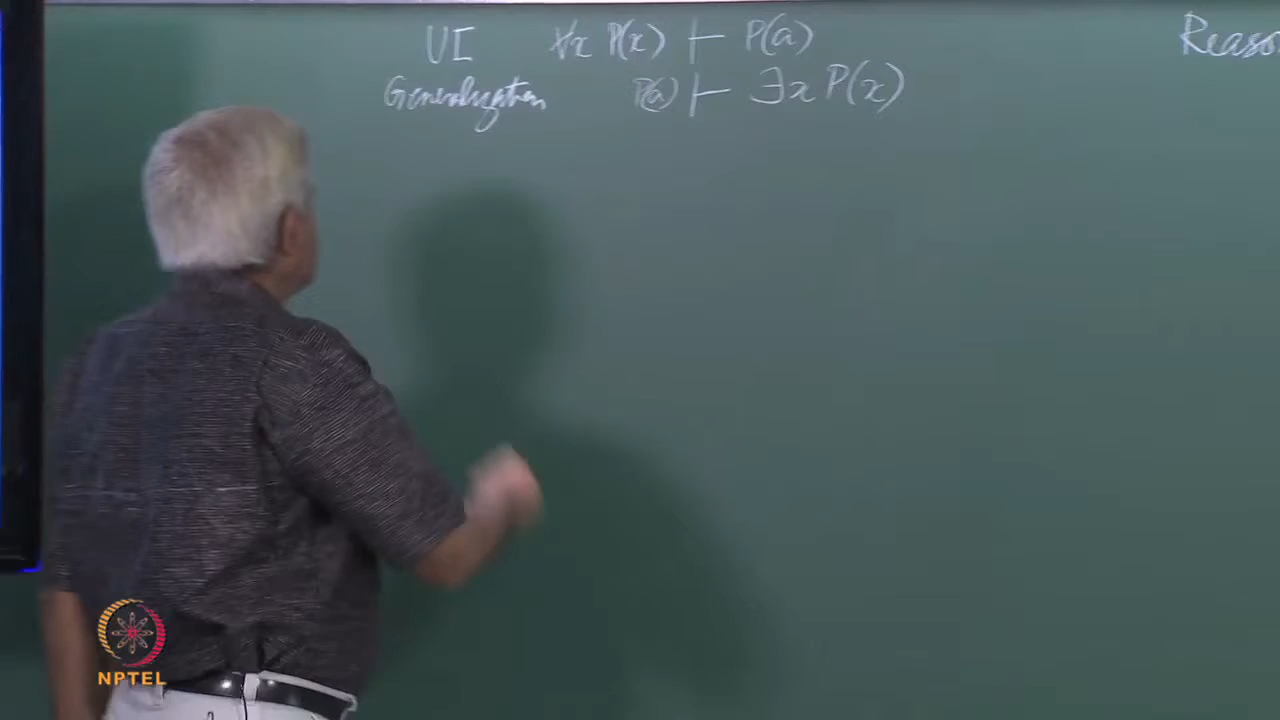 UI ∀x P(x) ⊢ P(a)
Generalization P(a) ⊢ ∃x P(x)
Reaso
NPTEL